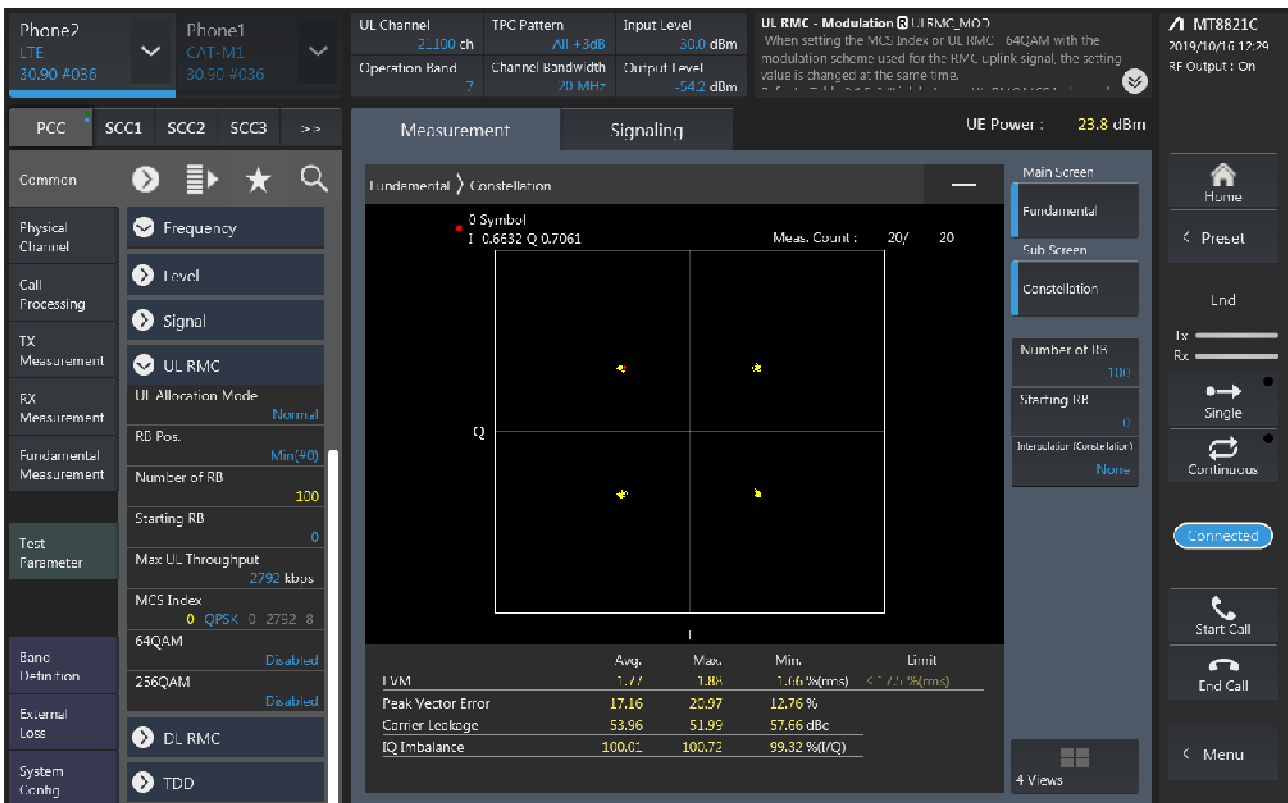 Phone2
LTE
30.90 #036
Phone1
CAT-M1
30.90 #036
UL Channel
21100 ch
TPC Pattern
All +3dB
Input Level
30.0 dBm
Operation Band
7
Channel Bandwidth
20 MHz
Output Level
-54.2 dBm
UL RMC - Modulation R ULRMC_MOD
When setting the MCS Index or UL RMC - 64QAM with the
modulation scheme used for the RMC uplink signal, the setting
value is changed at the same time.
MT8821C
2019/10/16 12:29
RF Output : On
PCC
SCC1
SCC2
SCC3
>>
Measurement
Signaling
UE Power : 23.8 dBm
Common
Physical
Channel
Call
Processing
TX
Measurement
RX
Measurement
Fundamental
Measurement
Test
Parameter
Band
Definition
External
Loss
System
Config
Frequency
Level
Signal
UL RMC
UL Allocation Mode
Normal
RB Pos.
Min(#0)
Number of RB
100
Starting RB
0
Max UL Throughput
2792 kbps
MCS Index
0 QPSK 0 2792 8
64QAM
Disabled
256QAM
Disabled
DL RMC
TDD
Fundamental > Constellation
0 Symbol
I 0.6632 Q 0.7061
Meas. Count : 20/ 20
Q
I
Avg. Max. Min. Limit
EVM 1.77 1.88 1.66 %(rms) < 17.5 %(rms)
Peak Vector Error 17.16 20.97 12.76 %
Carrier Leakage 53.96 51.99 57.66 dBc
IQ Imbalance 100.01 100.72 99.32 %(I/Q)
Main Screen
Fundamental
Sub Screen
Constellation
Number of RB
100
Starting RB
0
Interpolation (Constellation)
None
4 Views
Home
< Preset
End
Tx
Rx
Single
Continuous
Connected
Start Call
End Call
< Menu